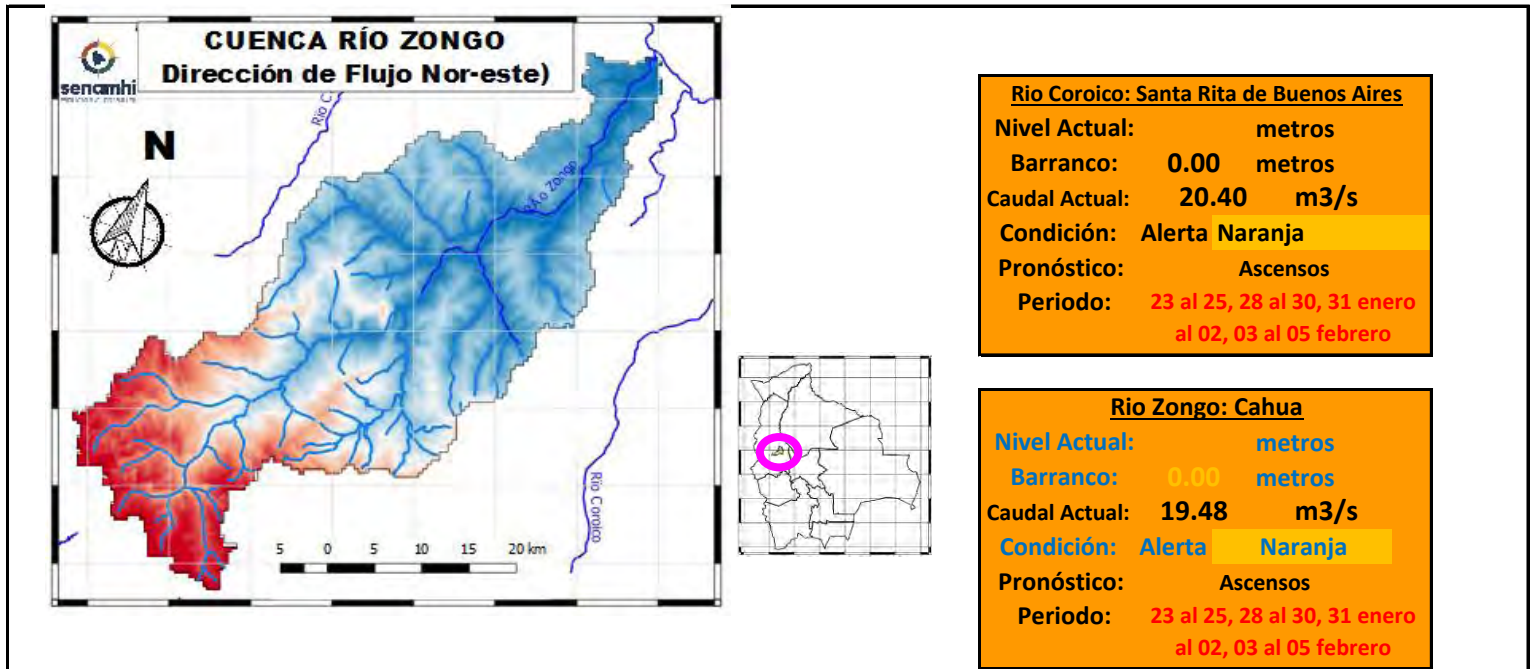 CUENCA RÍO ZONGO
Dirección de Flujo Nor-este)
senamhi
N
Río C
RÃ­o Zongo
Río Coroico
5 0 5 10 15 20 km
Rio Coroico: Santa Rita de Buenos Aires
Nivel Actual: metros
Barranco: 0.00 metros
Caudal Actual: 20.40 m3/s
Condición: Alerta Naranja
Pronóstico: Ascensos
Periodo: 23 al 25, 28 al 30, 31 enero
al 02, 03 al 05 febrero
Rio Zongo: Cahua
Nivel Actual: metros
Barranco: 0.00 metros
Caudal Actual: 19.48 m3/s
Condición: Alerta Naranja
Pronóstico: Ascensos
Periodo: 23 al 25, 28 al 30, 31 enero
al 02, 03 al 05 febrero